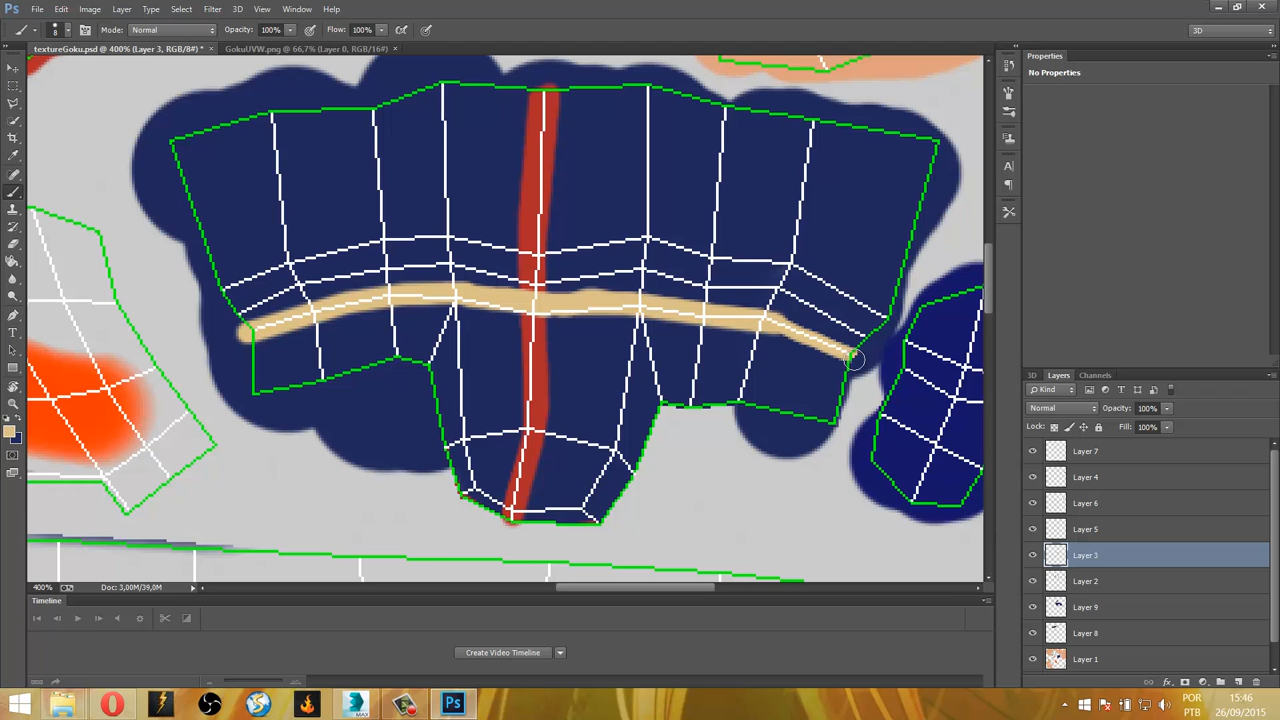 Ps File Edit Image Layer Type Select Filter 3D View Window Help
8 Mode: Normal Opacity: 100% Flow: 100% 3D
textureGoku.psd @ 400% (Layer 3, RGB/8#) * × GokuUVW.png @ 66,7% (Layer 0, RGB/16#) ×
Properties
No Properties
3D Layers Channels
Kind
Normal Opacity: 100%
Lock: Fill: 100%
Layer 7
Layer 4
Layer 6
Layer 5
Layer 3
Layer 2
Layer 9
Layer 8
Layer 1
400% Doc: 3,00M/39,0M
Timeline
Create Video Timeline
MAX
Ps
POR 15:46
PTB 26/09/2015